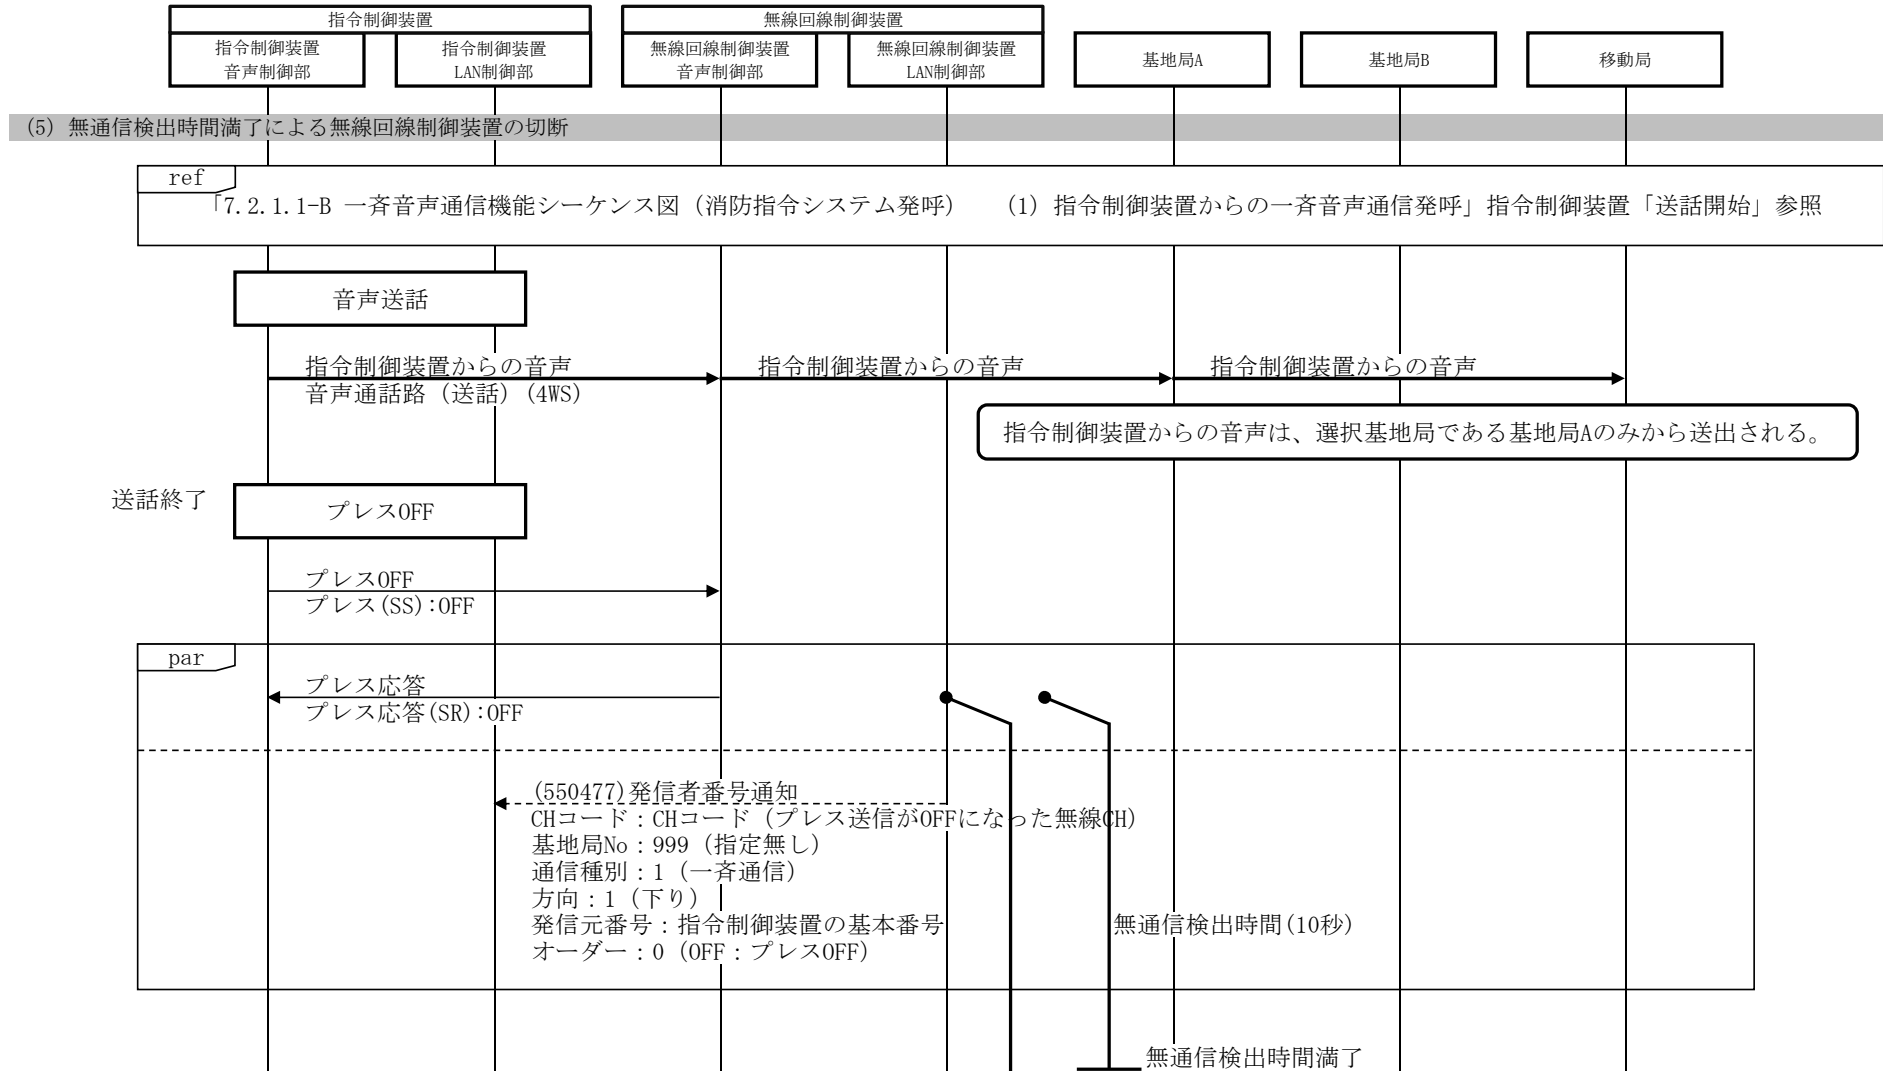 指令制御装置
無線回線制御装置
指令制御装置
音声制御部
指令制御装置
LAN制御部
無線回線制御装置
音声制御部
無線回線制御装置
LAN制御部
基地局A
基地局B
移動局
(5) 無通信検出時間満了による無線回線制御装置の切断
ref
「7.2.1.1-B 一斉音声通信機能シーケンス図（消防指令システム発呼） （1）指令制御装置からの一斉音声通信発呼」指令制御装置「送話開始」参照
音声送話
指令制御装置からの音声
音声通話路（送話）(4WS)
指令制御装置からの音声
指令制御装置からの音声
指令制御装置からの音声は、選択基地局である基地局Aのみから送出される。
送話終了
プレスOFF
プレスOFF
プレス(SS):OFF
par
プレス応答
プレス応答(SR):OFF
(550477)発信者番号通知
CHコード：CHコード（プレス送信がOFFになった無線CH）
基地局No：999（指定無し）
通信種別：1（一斉通信）
方向：1（下り）
発信元番号：指令制御装置の基本番号
オーダー：0（OFF：プレスOFF）
無通信検出時間(10秒)
無通信検出時間満了